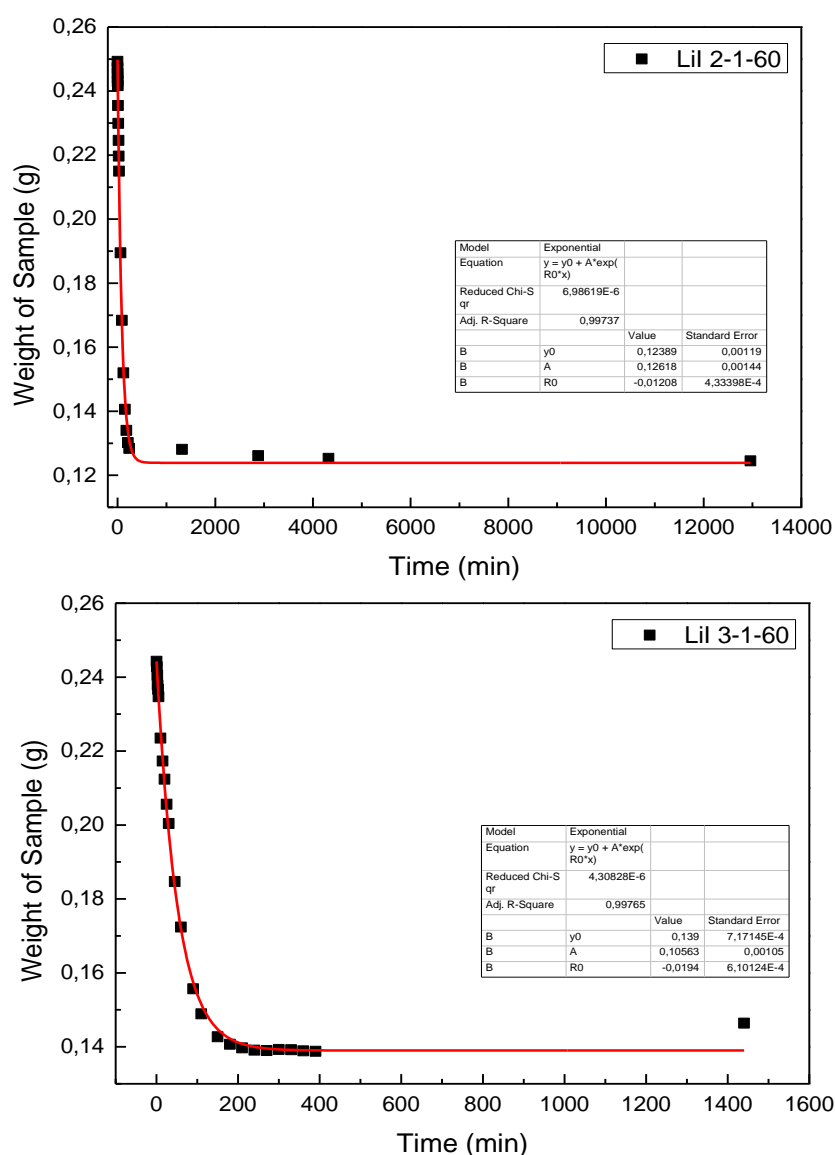 0,26
0,24
0,22
0,20
0,18
0,16
0,14
0,12
Weight of Sample (g)
LiI 2-1-60
Model Exponential
Equation y = y0 + A*exp(
R0*x)
Reduced Chi-S
qr 6,98619E-6
Adj. R-Square 0,99737
Value Standard Error
B y0 0,12389 0,00119
B A 0,12618 0,00144
B R0 -0,01208 4,33398E-4
0 2000 4000 6000 8000 10000 12000 14000
Time (min)
0,26
0,24
0,22
0,20
0,18
0,16
0,14
Weight of Sample (g)
LiI 3-1-60
Model Exponential
Equation y = y0 + A*exp(
R0*x)
Reduced Chi-S
qr 4,30828E-6
Adj. R-Square 0,99765
Value Standard Error
B y0 0,139 7,17145E-4
B A 0,10563 0,00105
B R0 -0,0194 6,10124E-4
0 200 400 600 800 1000 1200 1400 1600
Time (min)